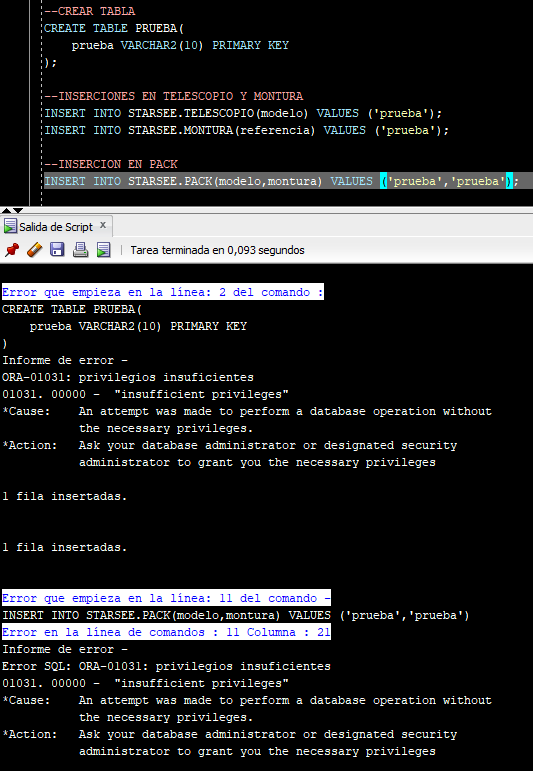 --CREAR TABLA
CREATE TABLE PRUEBA(
prueba VARCHAR2(10) PRIMARY KEY
);
--INSERCIONES EN TELESCOPIO Y MONTURA
INSERT INTO STARSEE.TELESCOPIO(modelo) VALUES ('prueba');
INSERT INTO STARSEE.MONTURA(referencia) VALUES ('prueba');
--INSERCION EN PACK
INSERT INTO STARSEE.PACK(modelo,montura) VALUES ('prueba','prueba');
Salida de Script x
Tarea terminada en 0,093 segundos
Error que empieza en la línea: 2 del comando :
CREATE TABLE PRUEBA(
prueba VARCHAR2(10) PRIMARY KEY
)
Informe de error -
ORA-01031: privilegios insuficientes
01031. 00000 -  "insufficient privileges"
*Cause:    An attempt was made to perform a database operation without
the necessary privileges.
*Action:   Ask your database administrator or designated security
administrator to grant you the necessary privileges
1 fila insertadas.
1 fila insertadas.
Error que empieza en la línea: 11 del comando -
INSERT INTO STARSEE.PACK(modelo,montura) VALUES ('prueba','prueba')
Error en la línea de comandos : 11 Columna : 21
Informe de error -
Error SQL: ORA-01031: privilegios insuficientes
01031. 00000 -  "insufficient privileges"
*Cause:    An attempt was made to perform a database operation without
the necessary privileges.
*Action:   Ask your database administrator or designated security
administrator to grant you the necessary privileges